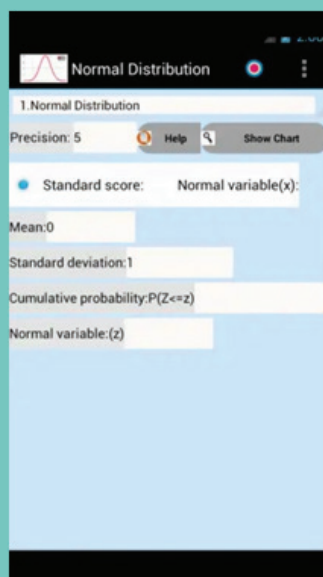 Normal Distribution
1.Normal Distribution
Precision: 5 Help Show Chart
Standard score: Normal variable(x):
Mean:0
Standard deviation:1
Cumulative probability:P(Z<=z)
Normal variable:(z)